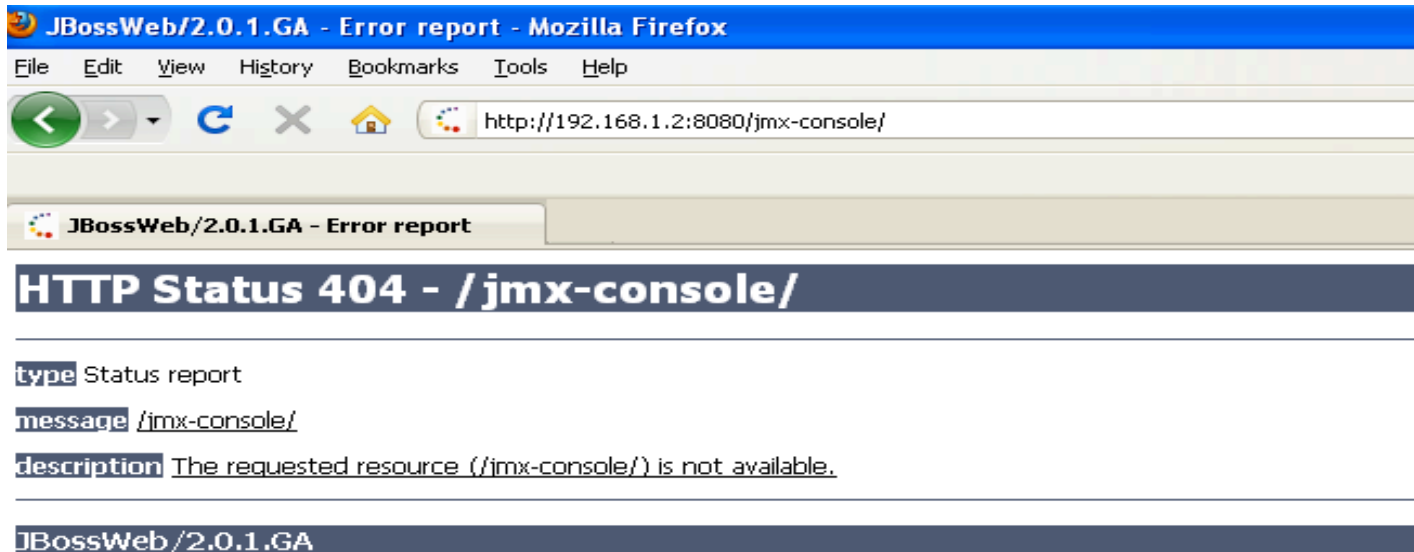 JBossWeb/2.0.1.GA - Error report - Mozilla Firefox
File Edit View History Bookmarks Tools Help
http://192.168.1.2:8080/jmx-console/
JBossWeb/2.0.1.GA - Error report
HTTP Status 404 - /jmx-console/
type Status report
message /jmx-console/
description The requested resource (/jmx-console/) is not available.
JBossWeb/2.0.1.GA